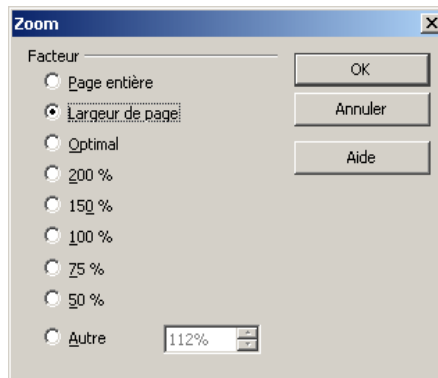 Zoom
Facteur
Page entière
Largeur de page
Optimal
200 %
150 %
100 %
75 %
50 %
Autre 112%
OK
Annuler
Aide